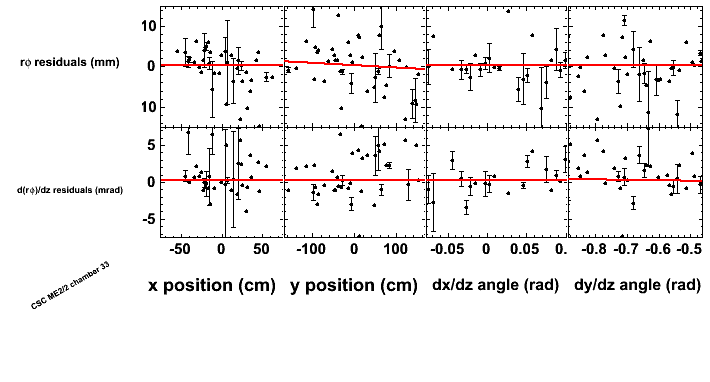 10
rϕ residuals (mm)
0
10
5
d(rϕ)/dz residuals (mrad)
0
-5
-50 0 50 -100 0 100 -0.05 0 0.05 0. -0.8 -0.7 -0.6 -0.5
x position (cm) y position (cm) dx/dz angle (rad) dy/dz angle (rad)
CSC ME2/2 chamber 33